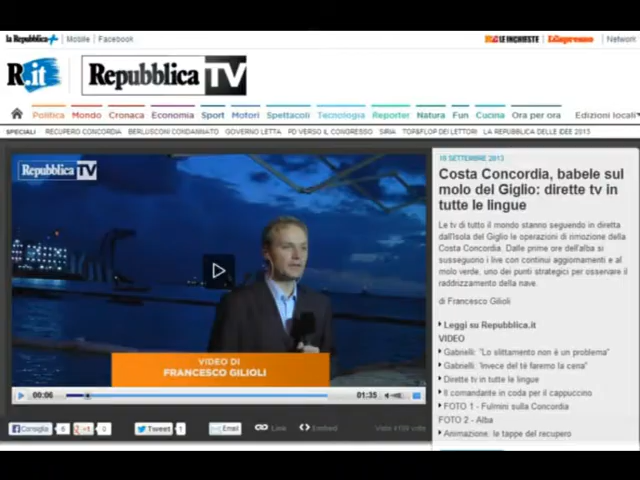 la Repubblica+ | Mobile | Facebook
R2 LE INCHIESTE | L'Espresso | Network
R.it Repubblica TV
Politica Mondo Cronaca Economia Sport Motori Spettacoli Tecnologia Reporter Natura Fun Cucina Ora per ora Edizioni locali
SPECIALI RECUPERO CONCORDIA BERLUSCONI CONDANNATO GOVERNO LETTA PD VERSO IL CONGRESSO SIRIA TOP&FLOP DEI LETTORI LA REPUBBLICA DELLE IDEE 2013
Repubblica TV
VIDEO DI
FRANCESCO GILIOLI
00:06 01:35
Consiglia 6 +1 0 Tweet 1 Email Link Embed
16 SETTEMBRE 2013
Costa Concordia, babele sul
molo del Giglio: dirette tv in
tutte le lingue
Le tv di tutto il mondo stanno seguendo in diretta
dall'Isola del Giglio le operazioni di rimozione della
Costa Concordia. Dalle prime ore dell'alba si
susseguono i live con continui aggiornamenti e al
molo verde, uno dei punti strategici per osservare il
raddrizzamento della nave.
di Francesco Gilioli
Leggi su Repubblica.it
VIDEO
Gabrielli: "Lo slittamento non è un problema"
Gabrielli: "Invece del tè faremo la cena"
Dirette tv in tutte le lingue
Il comandante in coda per il cappuccino
FOTO 1 - Fulmini sulla Concordia
FOTO 2 - Alba
Animazione: le tappe del recupero